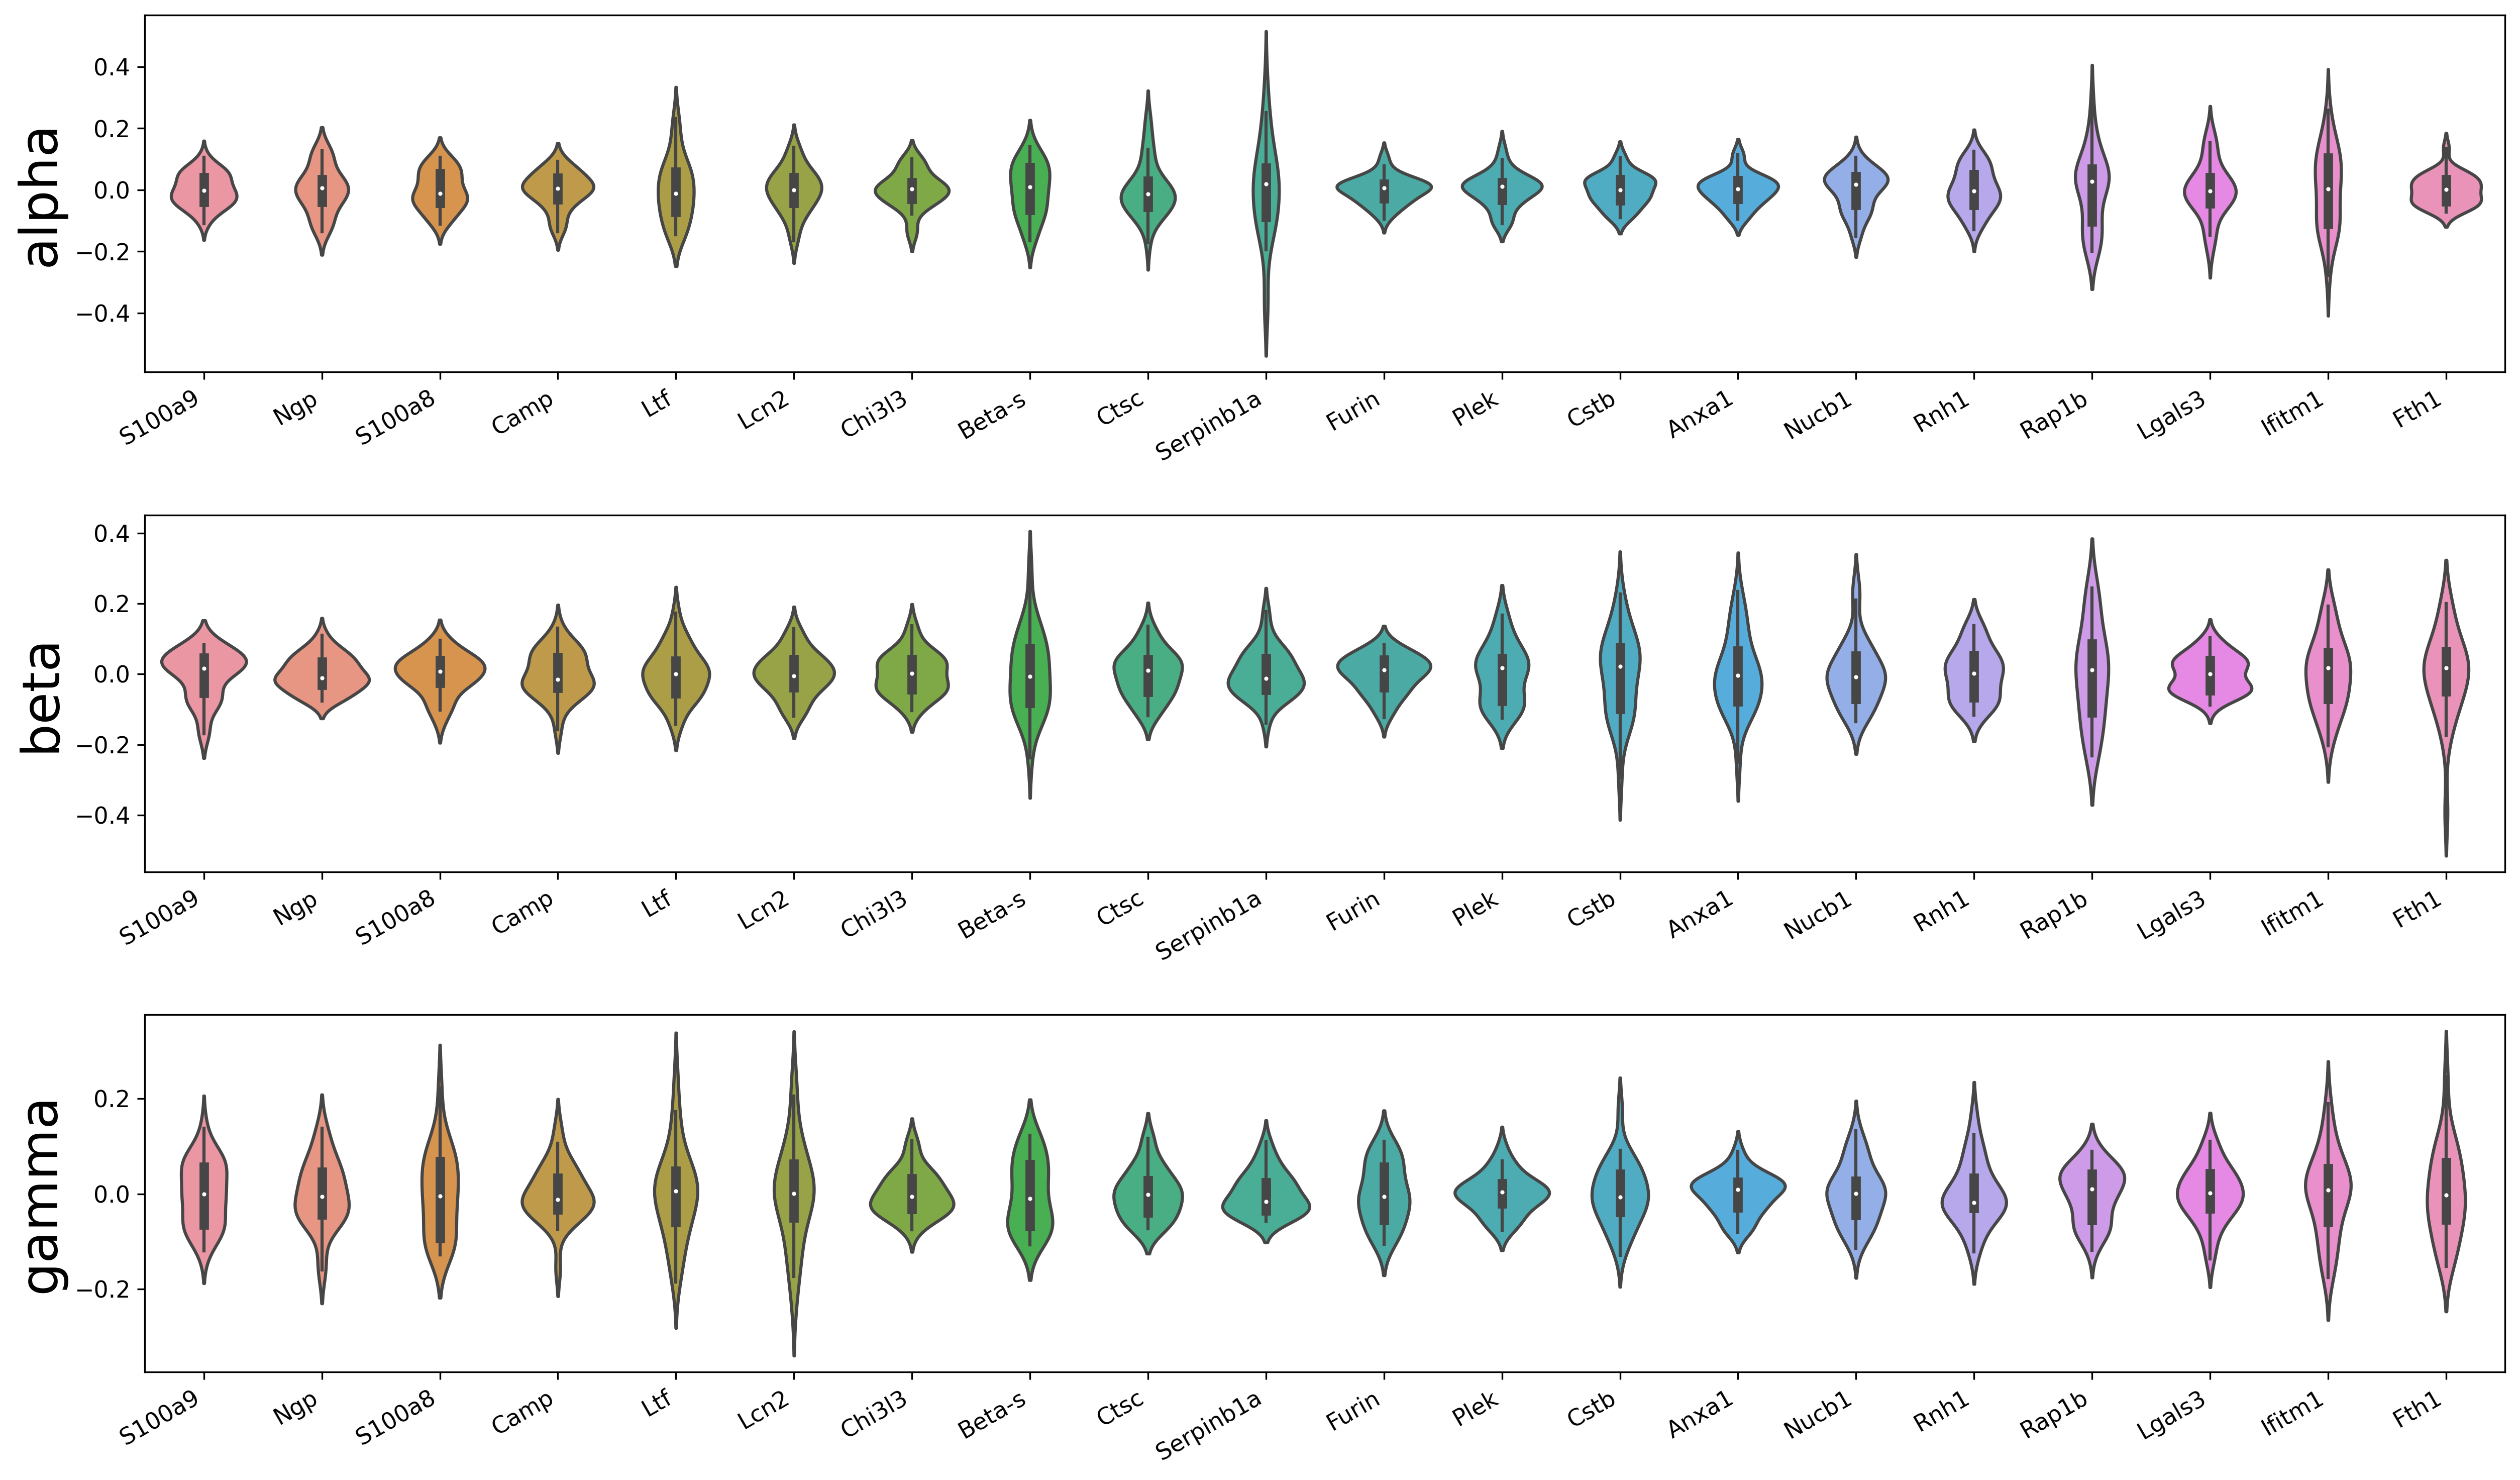 alpha
0.4
0.2
0.0
−0.2
−0.4
S100a9 Ngp S100a8 Camp Ltf Lcn2 Chi3l3 Beta-s Ctsc Serpinb1a Furin Plek Cstb Anxa1 Nucb1 Rnh1 Rap1b Lgals3 Ifitm1 Fth1
beta
0.4
0.2
0.0
−0.2
−0.4
S100a9 Ngp S100a8 Camp Ltf Lcn2 Chi3l3 Beta-s Ctsc Serpinb1a Furin Plek Cstb Anxa1 Nucb1 Rnh1 Rap1b Lgals3 Ifitm1 Fth1
gamma
0.2
0.0
−0.2
S100a9 Ngp S100a8 Camp Ltf Lcn2 Chi3l3 Beta-s Ctsc Serpinb1a Furin Plek Cstb Anxa1 Nucb1 Rnh1 Rap1b Lgals3 Ifitm1 Fth1